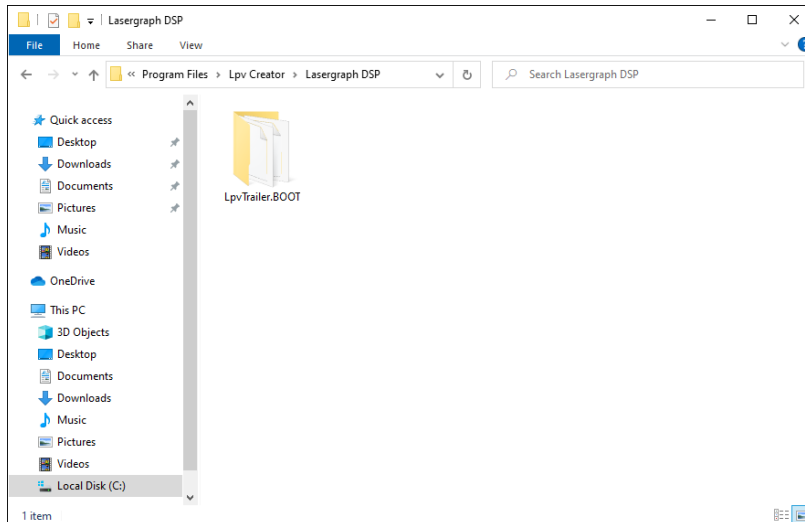 Lasergraph DSP
File Home Share View
« Program Files › Lpv Creator › Lasergraph DSP
Search Lasergraph DSP
Quick access
Desktop
Downloads
Documents
Pictures
Music
Videos
OneDrive
This PC
3D Objects
Desktop
Documents
Downloads
Music
Pictures
Videos
Local Disk (C:)
LpvTrailer.BOOT
1 item